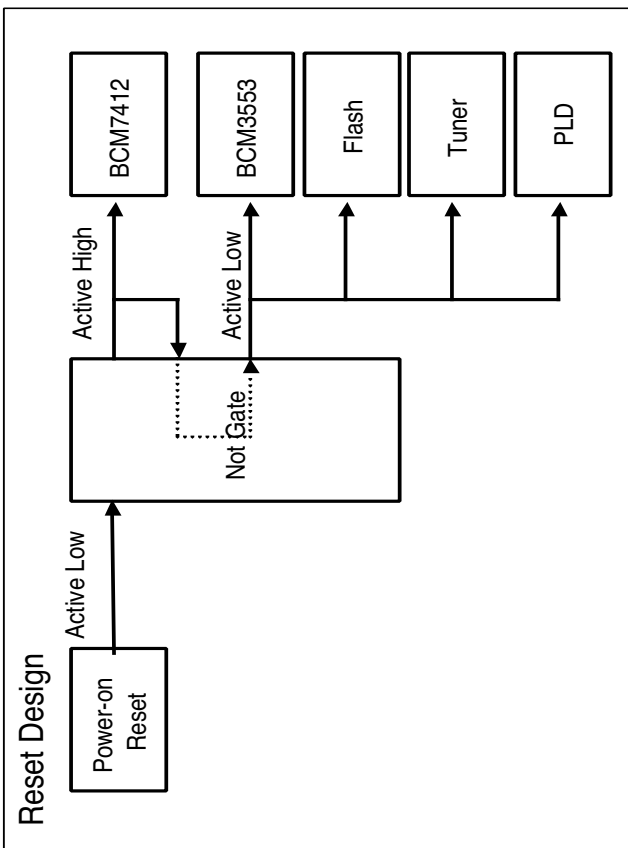 Reset Design
Power-on
Reset
Active Low
Not Gate
Active High
Active Low
BCM7412
BCM3553
Flash
Tuner
PLD